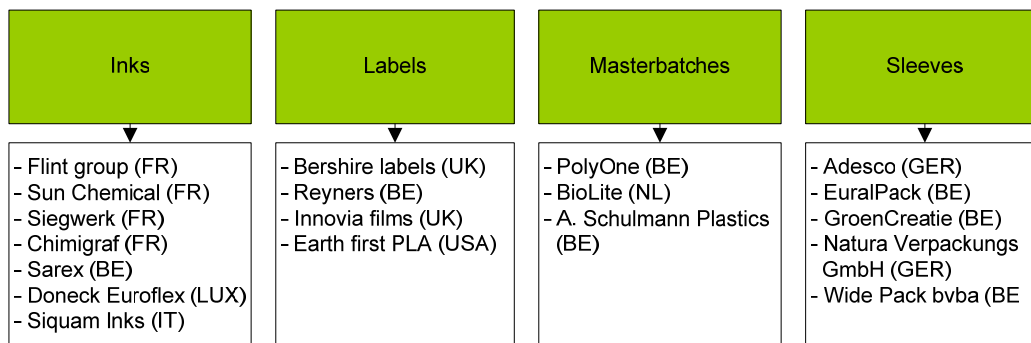 Inks
- Flint group (FR)
- Sun Chemical (FR)
- Siegwerk (FR)
- Chimigraf (FR)
- Sarex (BE)
- Doneck Euroflex (LUX)
- Siquam Inks (IT)
Labels
- Bershire labels (UK)
- Reyners (BE)
- Innovia films (UK)
- Earth first PLA (USA)
Masterbatches
- PolyOne (BE)
- BioLite (NL)
- A. Schulmann Plastics
(BE)
Sleeves
- Adesco (GER)
- EuralPack (BE)
- GroenCreatie (BE)
- Natura Verpackungs
GmbH (GER)
- Wide Pack bvba (BE